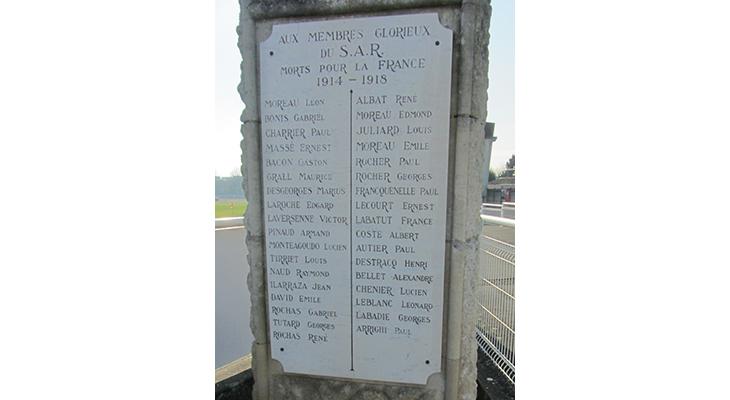 AUX MEMBRES GLORIEUX
DU S.A.R.
MORTS POUR LA FRANCE
1914 - 1918
MOREAU LEON
BONIS GABRIEL
CHARRIER PAUL
MASSÉ ERNEST
BACON GASTON
GRALL MAURICE
DESGEORGES MARIUS
LAROCHE EDGARD
LAVERSENNE VICTOR
PINAUD ARMAND
MONTEAGOUDO LUCIEN
TIRRIET LOUIS
NAUD RAYMOND
ILARRAZA JEAN
DAVID EMILE
ROCHAS GABRIEL
TUTARD GEORGES
ROCHAS RENÉ
ALBAT RENÉ
MOREAU EDMOND
JULIARD LOUIS
MOREAU EMILE
ROCHER PAUL
ROCHER GEORGES
FRANCQUENELLE PAUL
LECOURT ERNEST
LABATUT FRANCE
COSTE ALBERT
AUTIER PAUL
DESTRACQ HENRI
BELLET ALEXANDRE
CHENIER LUCIEN
LEBLANC LEONARD
LABADIE GEORGES
ARRIGHI PAUL